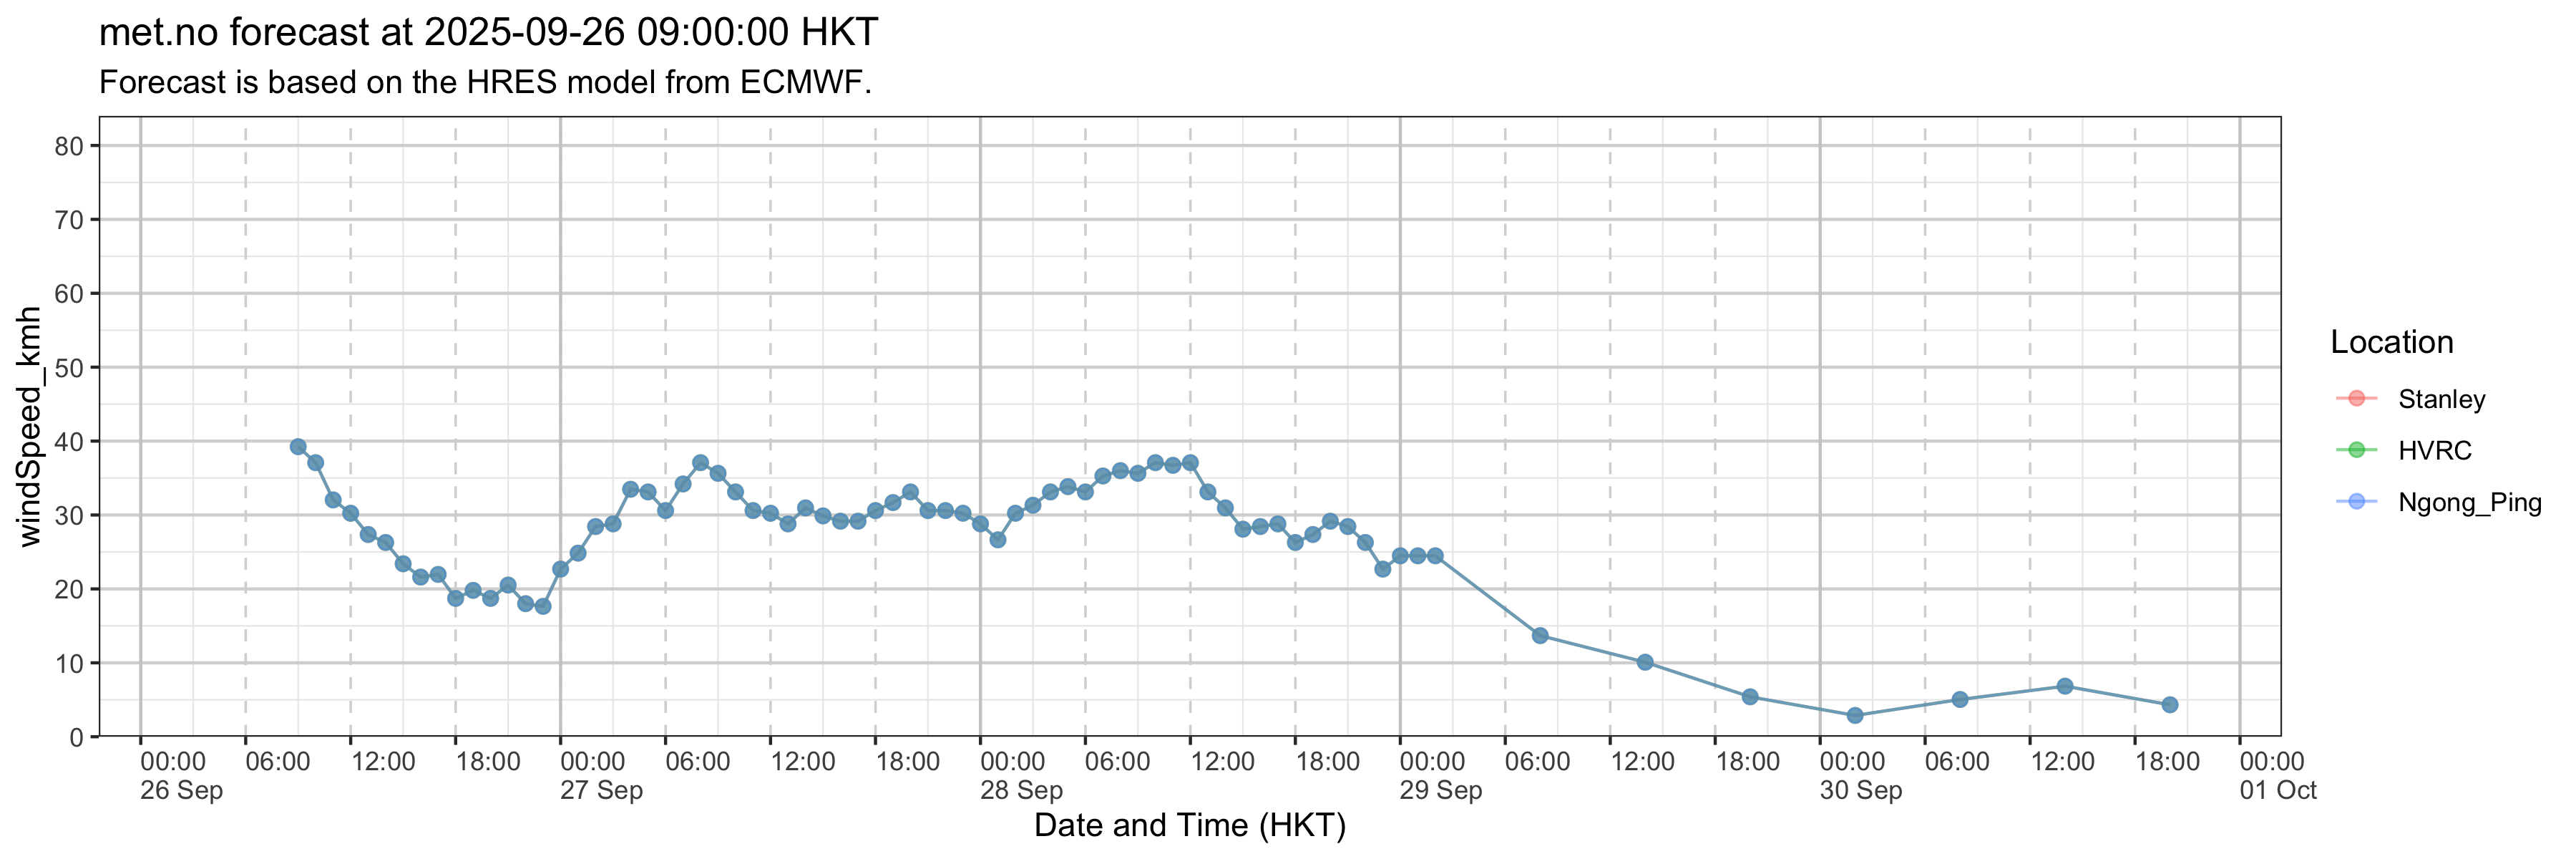 met.no forecast at 2025-09-26 09:00:00 HKT
Forecast is based on the HRES model from ECMWF.
windSpeed_kmh
80
70
60
50
40
30
20
10
0
00:00 06:00 12:00 18:00 00:00 06:00 12:00 18:00 00:00 06:00 12:00 18:00 00:00 06:00 12:00 18:00 00:00 06:00 12:00 18:00 00:00
26 Sep 27 Sep 28 Sep 29 Sep 30 Sep 01 Oct
Date and Time (HKT)
Location
Stanley
HVRC
Ngong_Ping